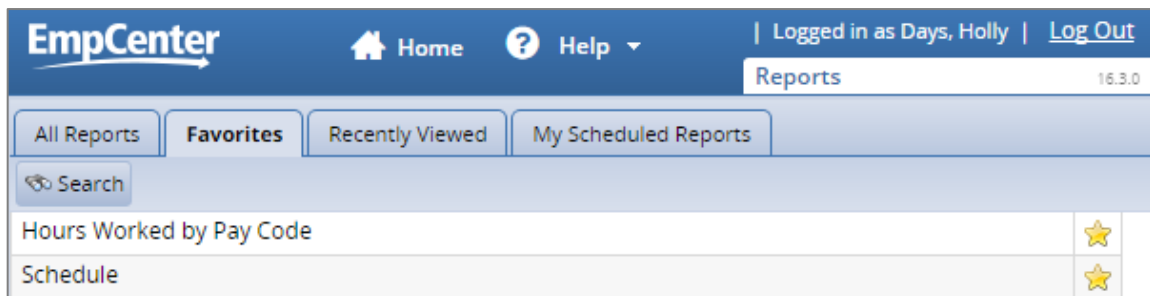 EmpCenter
Home
Help
| Logged in as Days, Holly | Log Out
Reports
16.3.0
All Reports
Favorites
Recently Viewed
My Scheduled Reports
Search
Hours Worked by Pay Code
Schedule